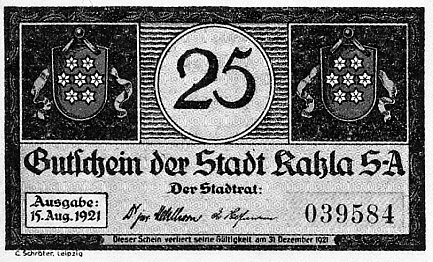 25
Gutschein der Stadt Kahla S-A
Der Stadtrat:
Ausgabe:
15. Aug. 1921
039584
Dieser Schein verliert seine Gültigkeit am 31. Dezember 1921
C. Schröter, Leipzig